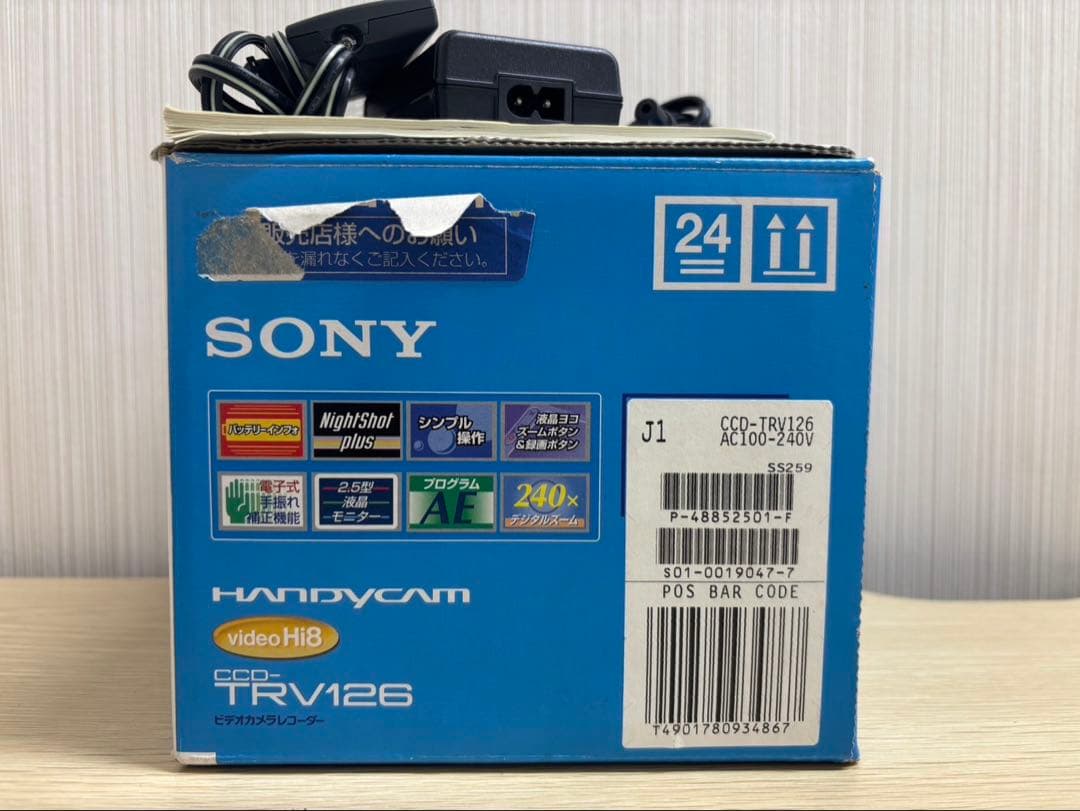 売店様へのお願い
漏れなくご記入ください。
24
SONY
バッテリーインフォ
NightShot
plus
シンプル
操作
液晶ヨコ
ズームボタン
&録画ボタン
電子式
手振れ
補正機能
2.5型
液晶
モニター
プログラム
AE
240×
デジタルズーム
HANDYCAM
video Hi8
CCD-
TRV126
ビデオカメラレコーダー
J1
CCD-TRV126
AC100-240V
SS259
P-48852501-F
S01-0019047-7
POS BAR CODE
T4901780934867